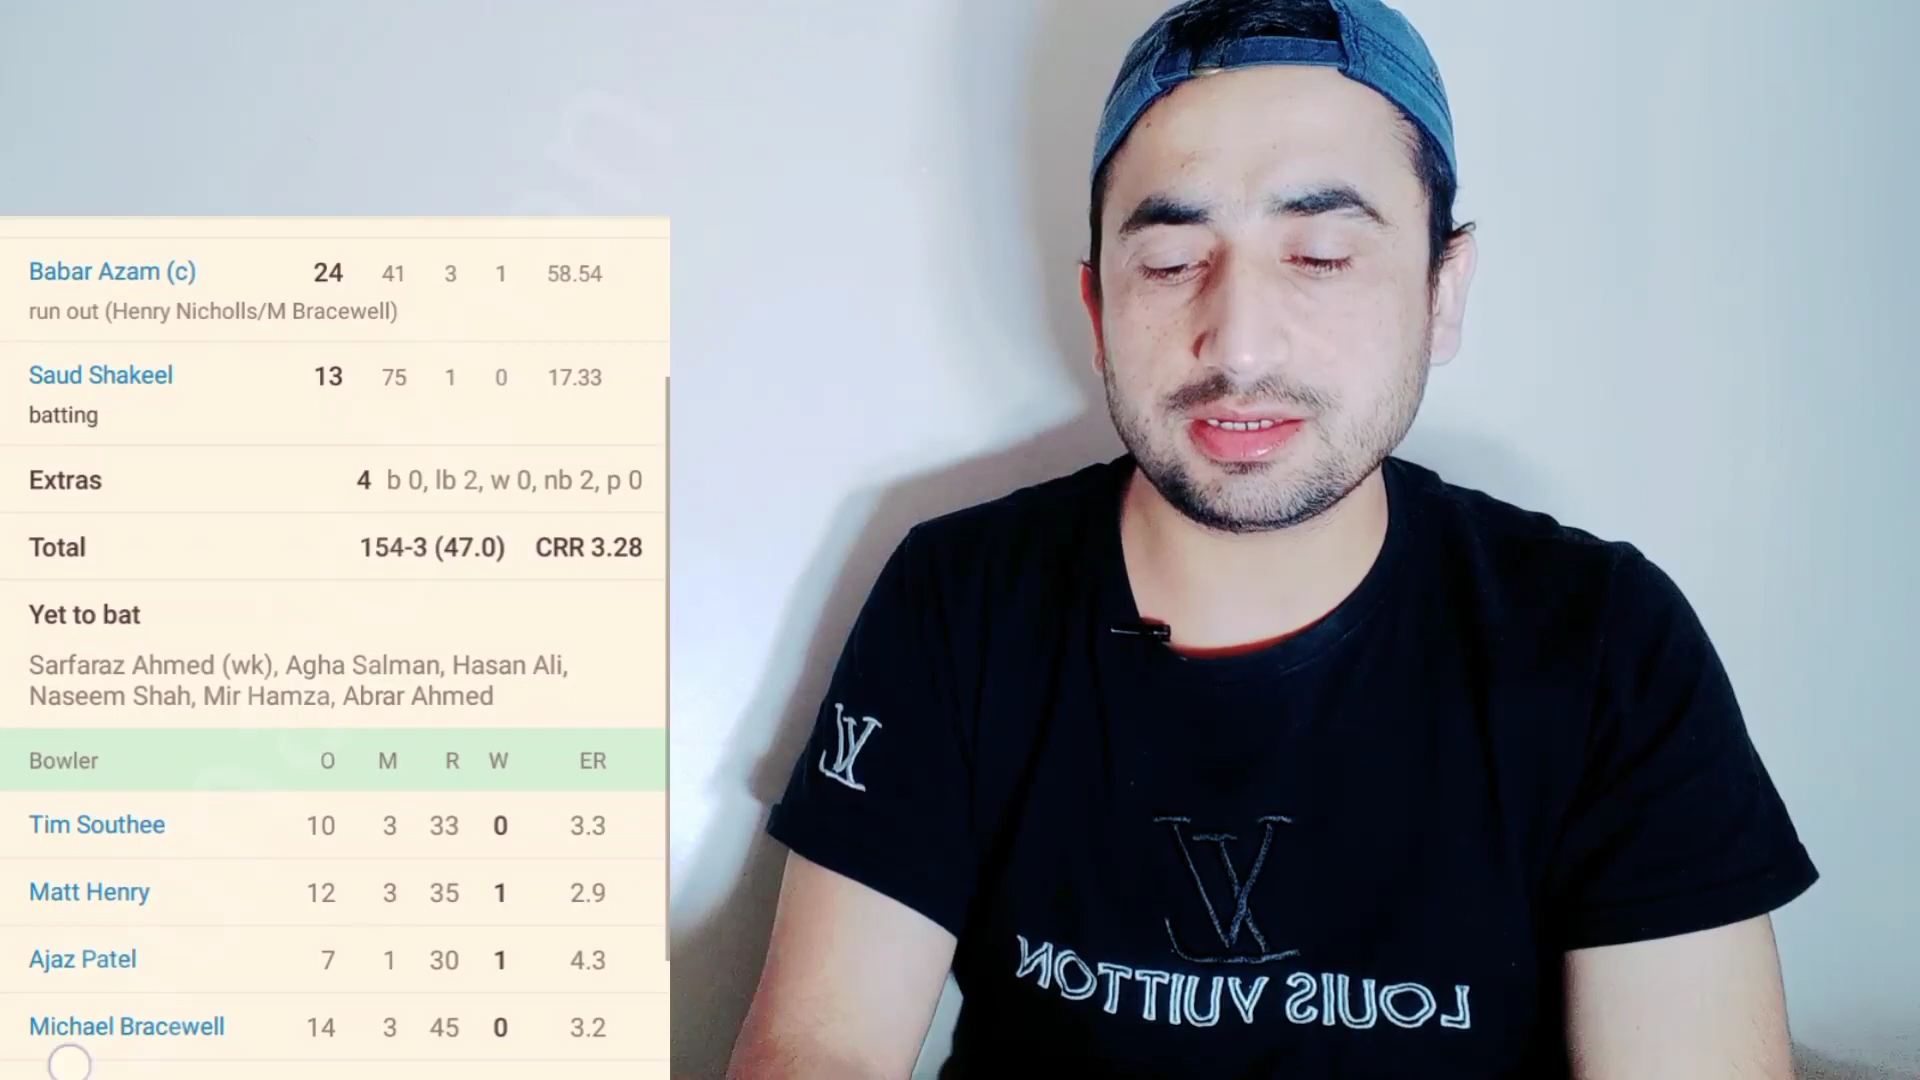 Babar Azam (c) 24 41 3 1 58.54
run out (Henry Nicholls/M Bracewell)
Saud Shakeel 13 75 1 0 17.33
batting
Extras 4 b 0, lb 2, w 0, nb 2, p 0
Total 154-3 (47.0) CRR 3.28
Yet to bat
Sarfaraz Ahmed (wk), Agha Salman, Hasan Ali,
Naseem Shah, Mir Hamza, Abrar Ahmed
Bowler O M R W ER
Tim Southee 10 3 33 0 3.3
Matt Henry 12 3 35 1 2.9
Ajaz Patel 7 1 30 1 4.3
Michael Bracewell 14 3 45 0 3.2
LV
LV
LOUIS VUITTON